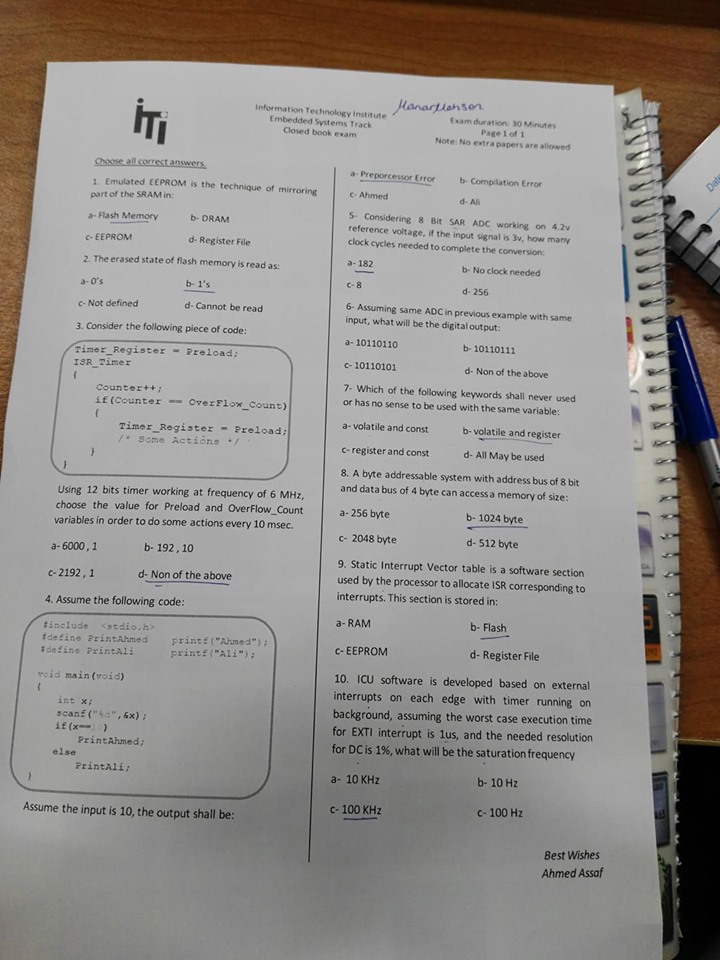 iTi
Information Technology Institute
Embedded Systems Track
Closed book exam
Manar Mohsen
Exam duration: 30 Minutes
Page 1 of 1
Note: No extra papers are allowed
Choose all correct answers.
1. Emulated EEPROM is the technique of mirroring
part of the SRAM in:
a- Flash Memory b- DRAM
c- EEPROM d- Register File
2. The erased state of flash memory is read as:
a- 0's b- 1's
c- Not defined d- Cannot be read
3. Consider the following piece of code:
Timer_Register = Preload;
ISR_Timer
{
Counter++;
if(Counter == OverFlow_Count)
{
Timer_Register = Preload;
/* Some Actions */
}
}
Using 12 bits timer working at frequency of 6 MHz,
choose the value for Preload and OverFlow_Count
variables in order to do some actions every 10 msec.
a- 6000 , 1 b- 192 , 10
c- 2192 , 1 d- Non of the above
4. Assume the following code:
#include <stdio.h>
#define PrintAhmed printf("Ahmed");
#define PrintAli printf("Ali");
void main(void)
{
int x;
scanf("%d",&x);
if(x==10)
PrintAhmed;
else
PrintAli;
}
Assume the input is 10, the output shall be:
a- Preporcessor Error b- Compilation Error
c- Ahmed d- Ali
5- Considering 8 Bit SAR ADC working on 4.2v
reference voltage, if the input signal is 3v, how many
clock cycles needed to complete the conversion:
a- 182 b- No clock needed
c- 8 d- 256
6- Assuming same ADC in previous example with same
input, what will be the digital output:
a- 10110110 b- 10110111
c- 10110101 d- Non of the above
7- Which of the following keywords shall never used
or has no sense to be used with the same variable:
a- volatile and const b- volatile and register
c- register and const d- All May be used
8. A byte addressable system with address bus of 8 bit
and data bus of 4 byte can access a memory of size:
a- 256 byte b- 1024 byte
c- 2048 byte d- 512 byte
9. Static Interrupt Vector table is a software section
used by the processor to allocate ISR corresponding to
interrupts. This section is stored in:
a- RAM b- Flash
c- EEPROM d- Register File
10. ICU software is developed based on external
interrupts on each edge with timer running on
background, assuming the worst case execution time
for EXTI interrupt is 1us, and the needed resolution
for DC is 1%, what will be the saturation frequency
a- 10 KHz b- 10 Hz
c- 100 KHz c- 100 Hz
Best Wishes
Ahmed Assaf